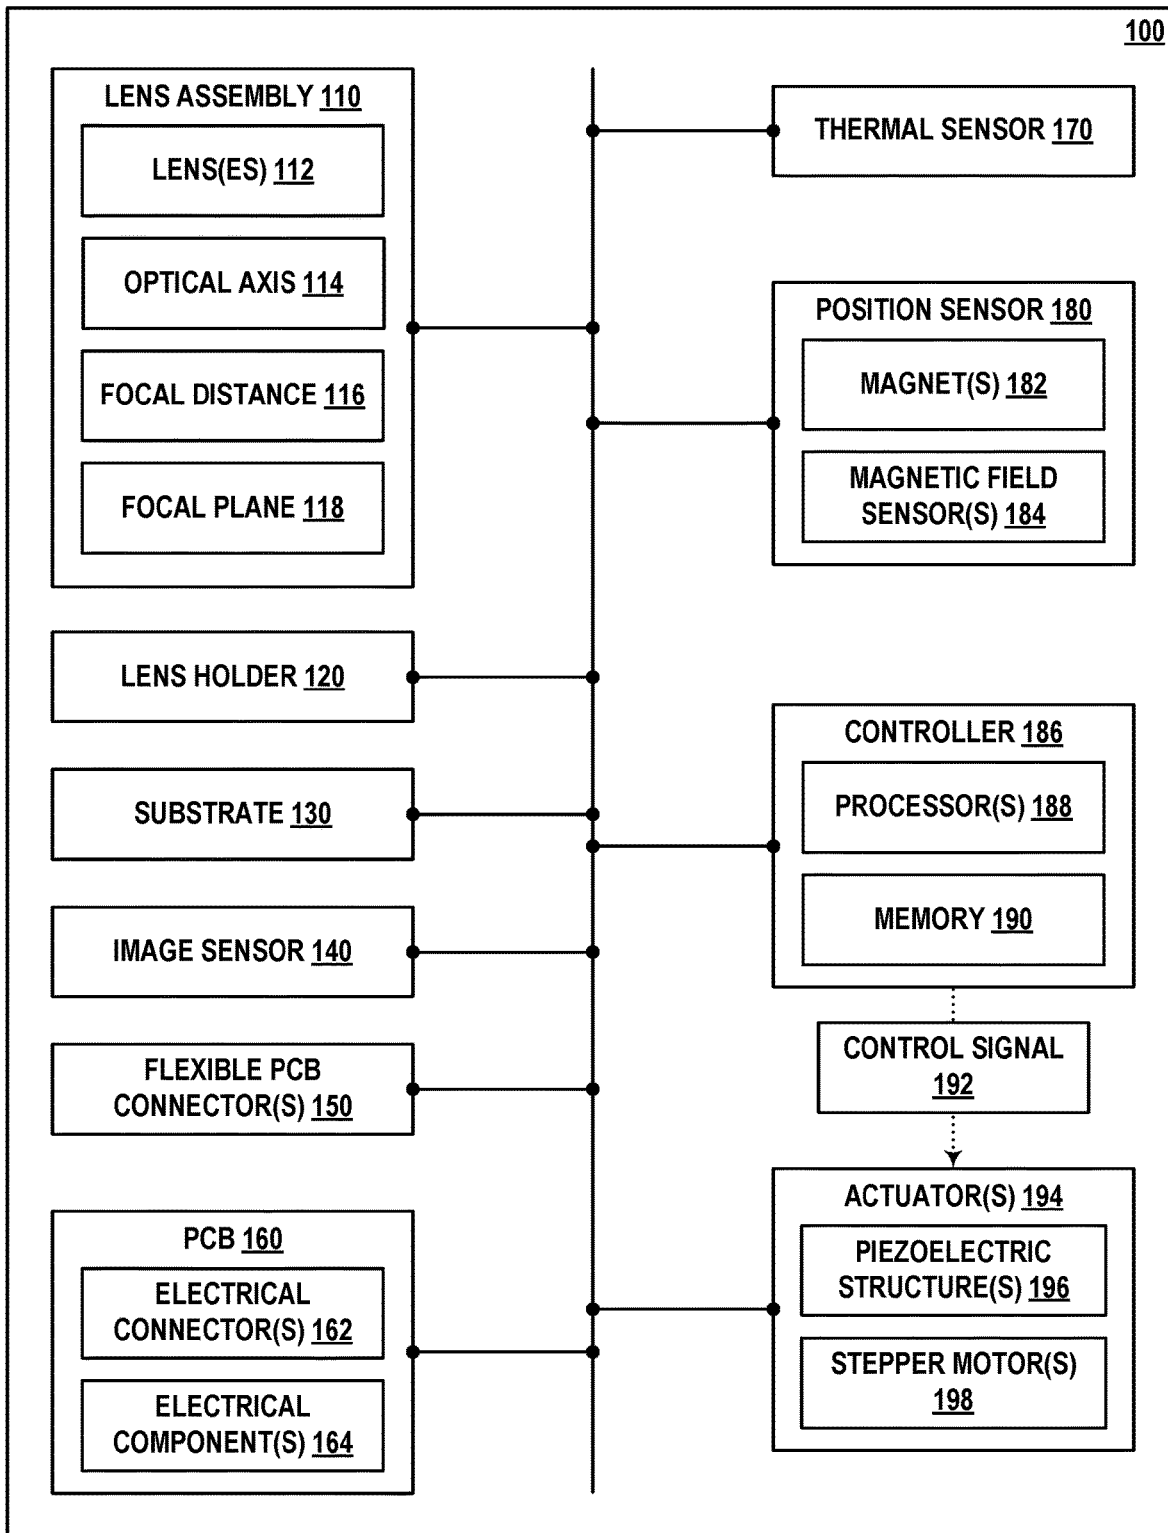 100
LENS ASSEMBLY 110
LENS(ES) 112
OPTICAL AXIS 114
FOCAL DISTANCE 116
FOCAL PLANE 118
LENS HOLDER 120
SUBSTRATE 130
IMAGE SENSOR 140
FLEXIBLE PCB
CONNECTOR(S) 150
PCB 160
ELECTRICAL
CONNECTOR(S) 162
ELECTRICAL
COMPONENT(S) 164
THERMAL SENSOR 170
POSITION SENSOR 180
MAGNET(S) 182
MAGNETIC FIELD
SENSOR(S) 184
CONTROLLER 186
PROCESSOR(S) 188
MEMORY 190
CONTROL SIGNAL
192
ACTUATOR(S) 194
PIEZOELECTRIC
STRUCTURE(S) 196
STEPPER MOTOR(S)
198